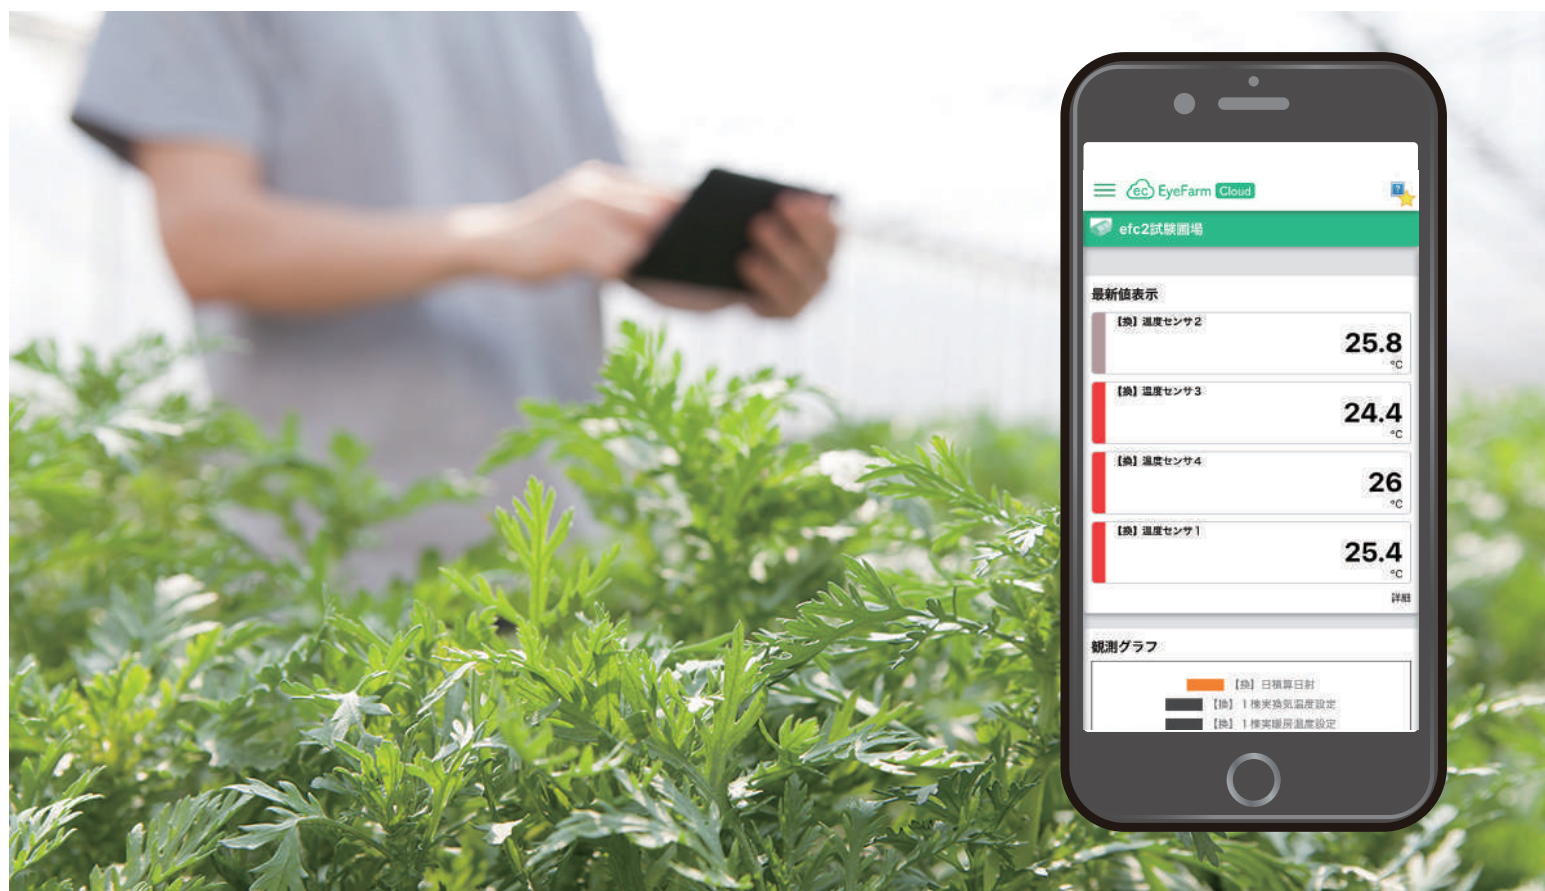 ec EyeFarm Cloud
?
efc2試験圃場
最新値表示
【換】温度センサ2
25.8
°C
【換】温度センサ3
24.4
°C
【換】温度センサ4
26
°C
【換】温度センサ1
25.4
°C
詳細
観測グラフ
【換】日積算日射
【換】1棟実換気温度設定
【換】1棟実暖房温度設定